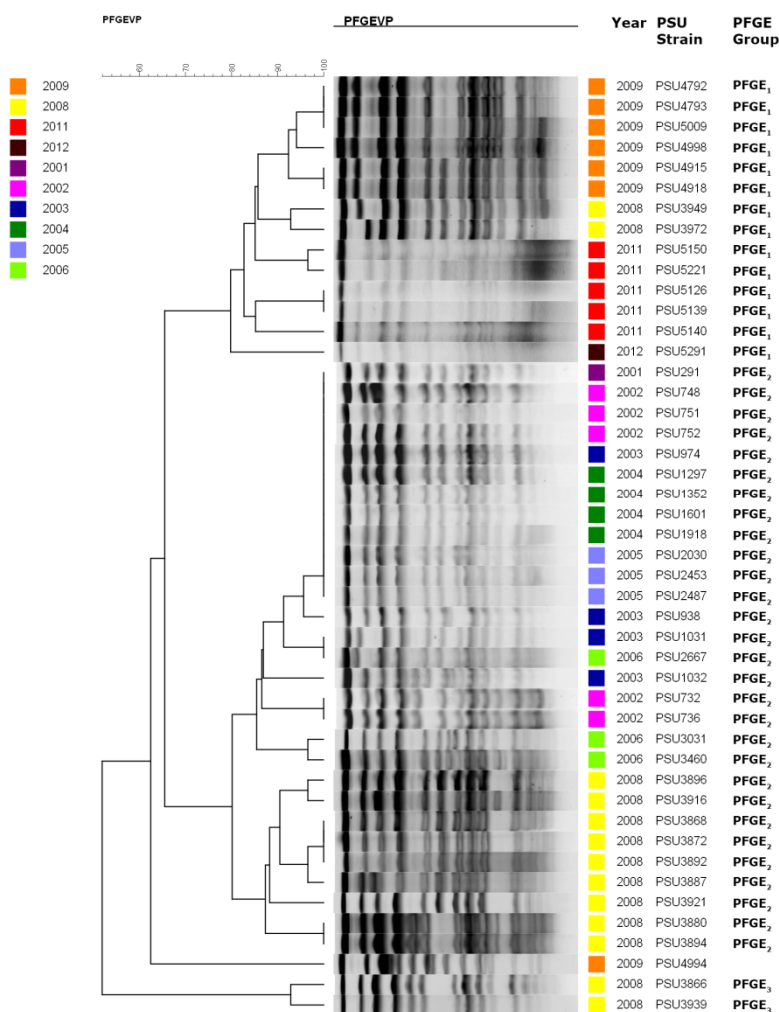 PFGEVP
PFGEVP
Year PSU Strain PFGE Group
60 70 80 90 100
2009
2008
2011
2012
2001
2002
2003
2004
2005
2006
2009 PSU4792 PFGE₁
2009 PSU4793 PFGE₁
2009 PSU5009 PFGE₁
2009 PSU4998 PFGE₁
2009 PSU4915 PFGE₁
2009 PSU4918 PFGE₁
2008 PSU3949 PFGE₁
2008 PSU3972 PFGE₁
2011 PSU5150 PFGE₁
2011 PSU5221 PFGE₁
2011 PSU5126 PFGE₁
2011 PSU5139 PFGE₁
2011 PSU5140 PFGE₁
2012 PSU5291 PFGE₁
2001 PSU291 PFGE₂
2002 PSU748 PFGE₂
2002 PSU751 PFGE₂
2002 PSU752 PFGE₂
2003 PSU974 PFGE₂
2004 PSU1297 PFGE₂
2004 PSU1352 PFGE₂
2004 PSU1601 PFGE₂
2004 PSU1918 PFGE₂
2005 PSU2030 PFGE₂
2005 PSU2453 PFGE₂
2005 PSU2487 PFGE₂
2003 PSU938 PFGE₂
2003 PSU1031 PFGE₂
2006 PSU2667 PFGE₂
2003 PSU1032 PFGE₂
2002 PSU732 PFGE₂
2002 PSU736 PFGE₂
2006 PSU3031 PFGE₂
2006 PSU3460 PFGE₂
2008 PSU3896 PFGE₂
2008 PSU3916 PFGE₂
2008 PSU3868 PFGE₂
2008 PSU3872 PFGE₂
2008 PSU3892 PFGE₂
2008 PSU3887 PFGE₂
2008 PSU3921 PFGE₂
2008 PSU3880 PFGE₂
2008 PSU3894 PFGE₂
2009 PSU4994
2008 PSU3866 PFGE₃
2008 PSU3939 PFGE₃